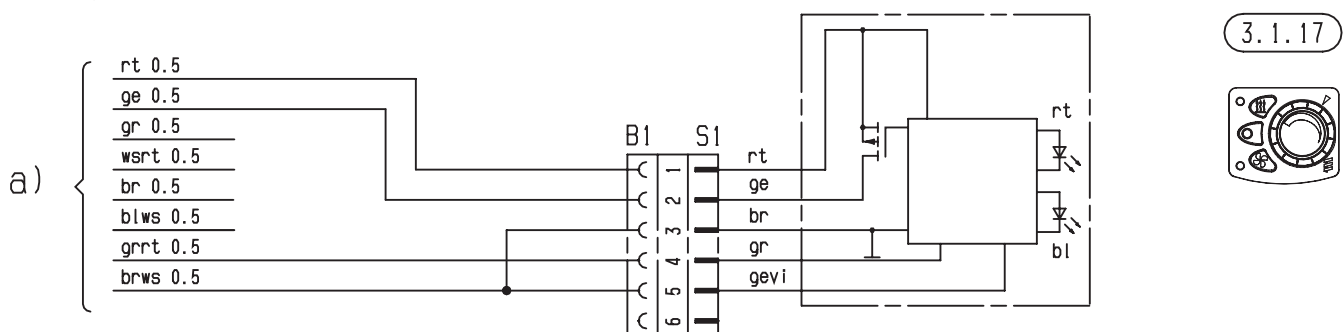 3.1.17
a)
rt 0.5
ge 0.5
gr 0.5
wsrt 0.5
br 0.5
blws 0.5
grrt 0.5
brws 0.5
B1 S1
1 rt
2 ge
3 br
4 gr
5 gevi
6
rt
bl